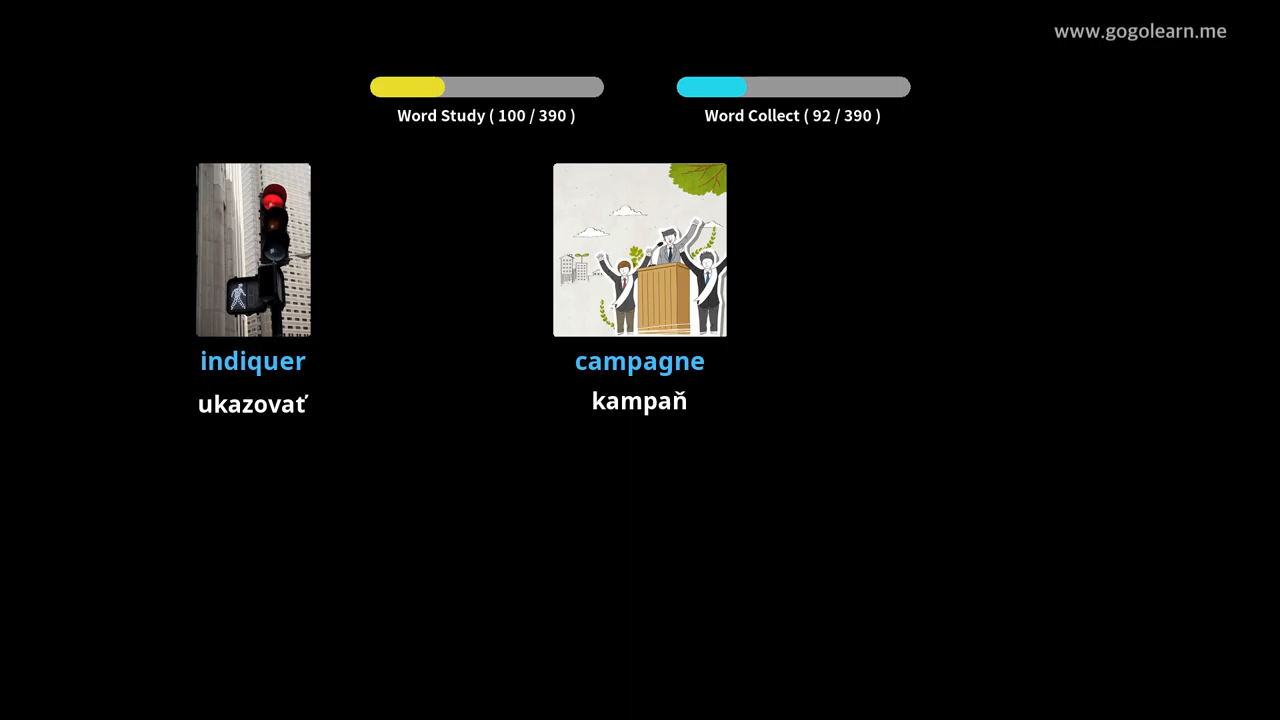 www.gogolearn.me
Word Study ( 100 / 390 )
Word Collect ( 92 / 390 )
indiquer
ukazovať
campagne
kampaň